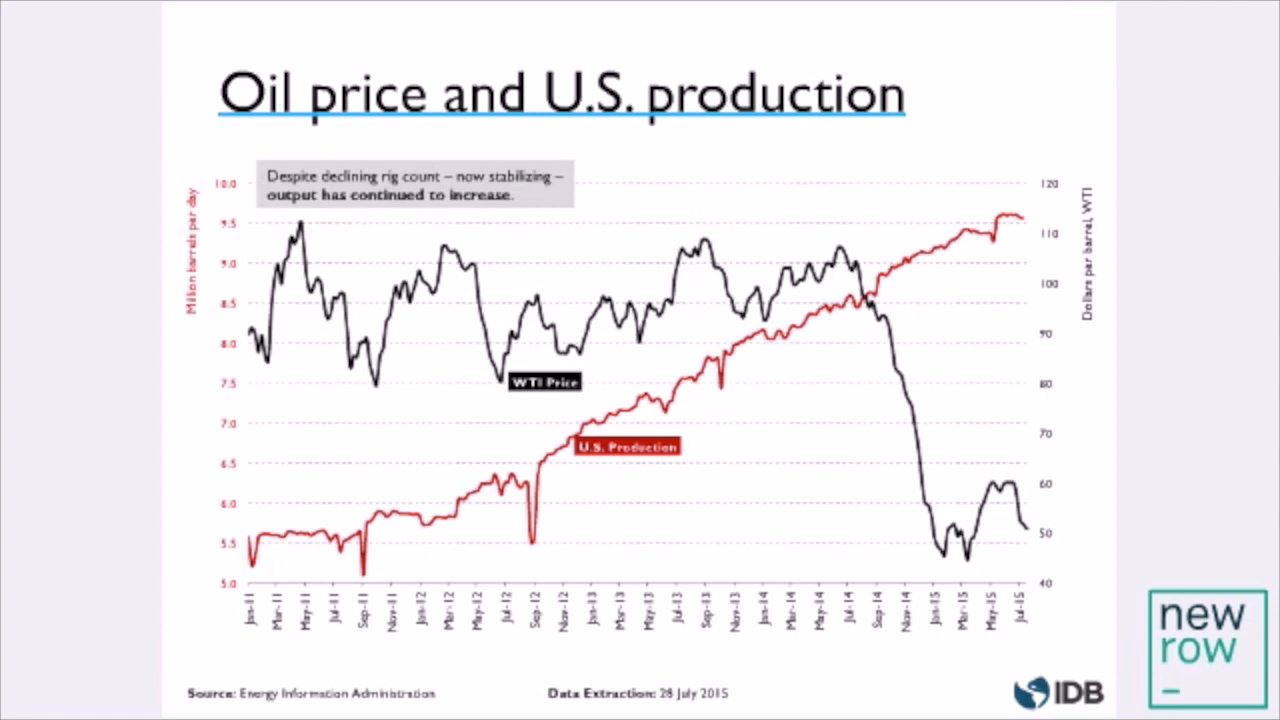 Oil price and U.S. production
Despite declining rig count – now stabilizing –
output has continued to increase.
Million barrels per day
10.0
9.5
9.0
8.5
8.0
7.5
7.0
6.5
6.0
5.5
5.0
WTI Price
U.S. Production
120
110
100
90
80
70
60
50
40
Dollars per barrel, WTI
Jan-11
Mar-11
May-11
Jul-11
Sep-11
Nov-11
Jan-12
Mar-12
May-12
Jul-12
Sep-12
Nov-12
Jan-13
Mar-13
May-13
Jul-13
Sep-13
Nov-13
Jan-14
Mar-14
May-14
Jul-14
Sep-14
Nov-14
Jan-15
Mar-15
May-15
Jul-15
Source: Energy Information Administration
Data Extraction: 28 July 2015
IDB
new
row